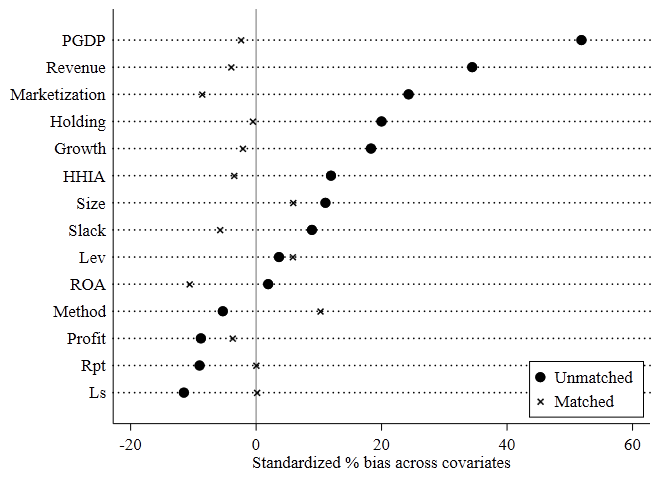 PGDP
Revenue
Marketization
Holding
Growth
HHIA
Size
Slack
Lev
ROA
Method
Profit
Rpt
Ls
Unmatched
Matched
-20 0 20 40 60
Standardized % bias across covariates